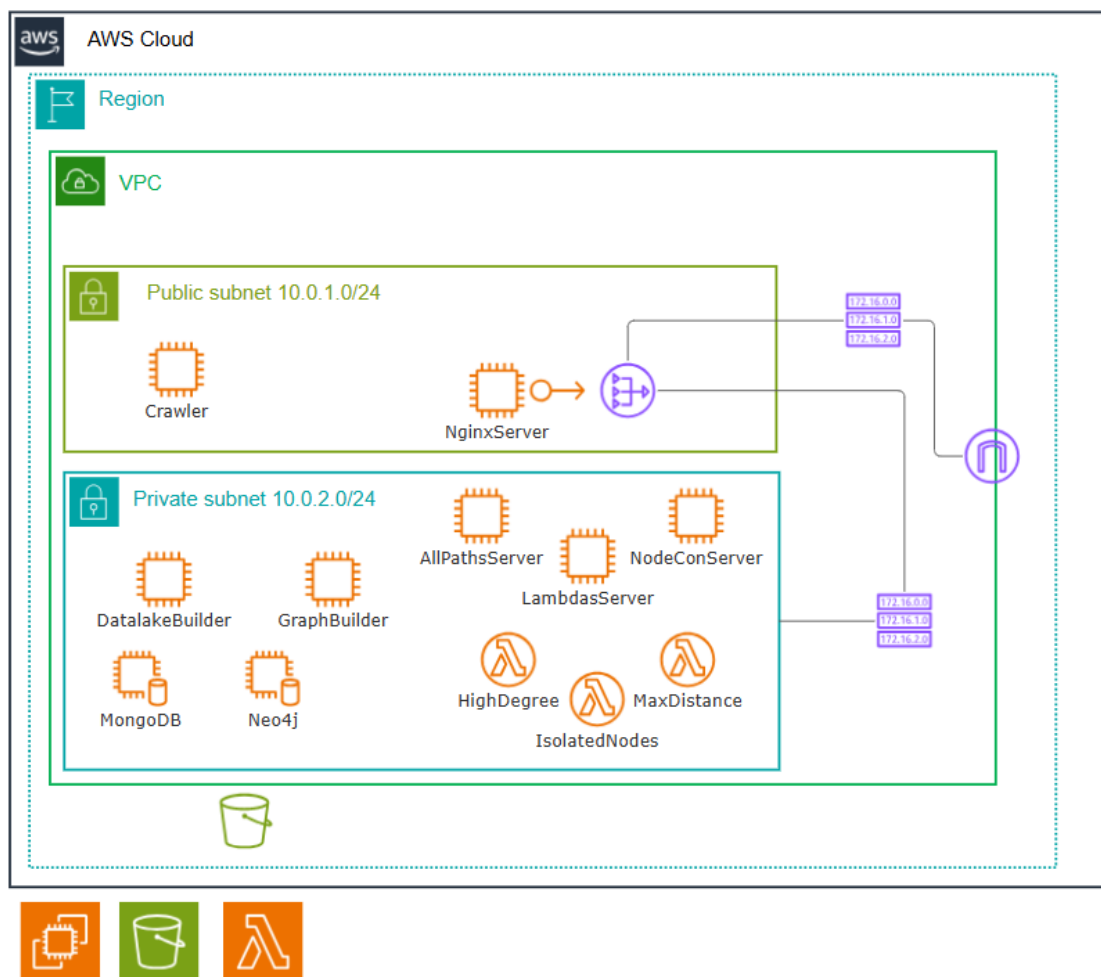 aws
AWS Cloud
Region
VPC
Public subnet 10.0.1.0/24
172.16.0.0
172.16.1.0
172.16.2.0
Crawler
NginxServer
Private subnet 10.0.2.0/24
AllPathsServer
NodeConServer
LambdasServer
DatalakeBuilder
GraphBuilder
172.16.0.0
172.16.1.0
172.16.2.0
HighDegree
MaxDistance
IsolatedNodes
MongoDB
Neo4j